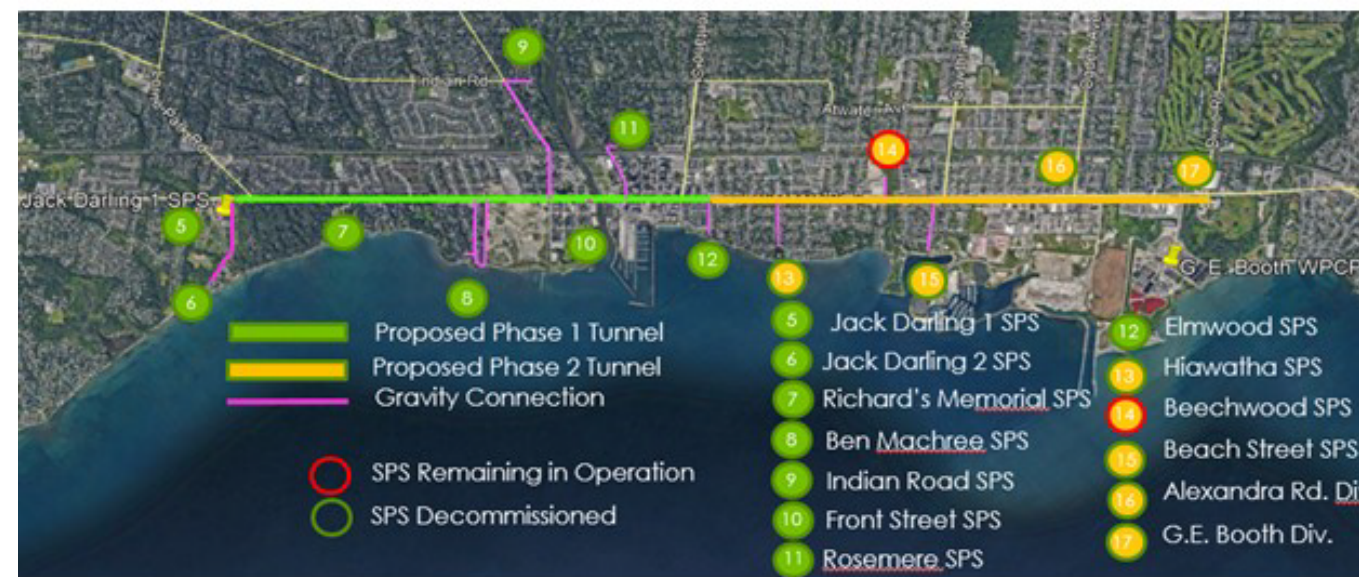 9
Indian Rd
11
Atwater Ave
14
16
17
Jack Darling 1 SPS
5
7
10
12
6
8
13
15
G. E. Booth WPCF
Proposed Phase 1 Tunnel
Proposed Phase 2 Tunnel
Gravity Connection
SPS Remaining in Operation
SPS Decommissioned
5 Jack Darling 1 SPS
6 Jack Darling 2 SPS
7 Richard's Memorial SPS
8 Ben Machree SPS
9 Indian Road SPS
10 Front Street SPS
11 Rosemere SPS
12 Elmwood SPS
13 Hiawatha SPS
14 Beechwood SPS
15 Beach Street SPS
16 Alexandra Rd. Di
17 G.E. Booth Div.